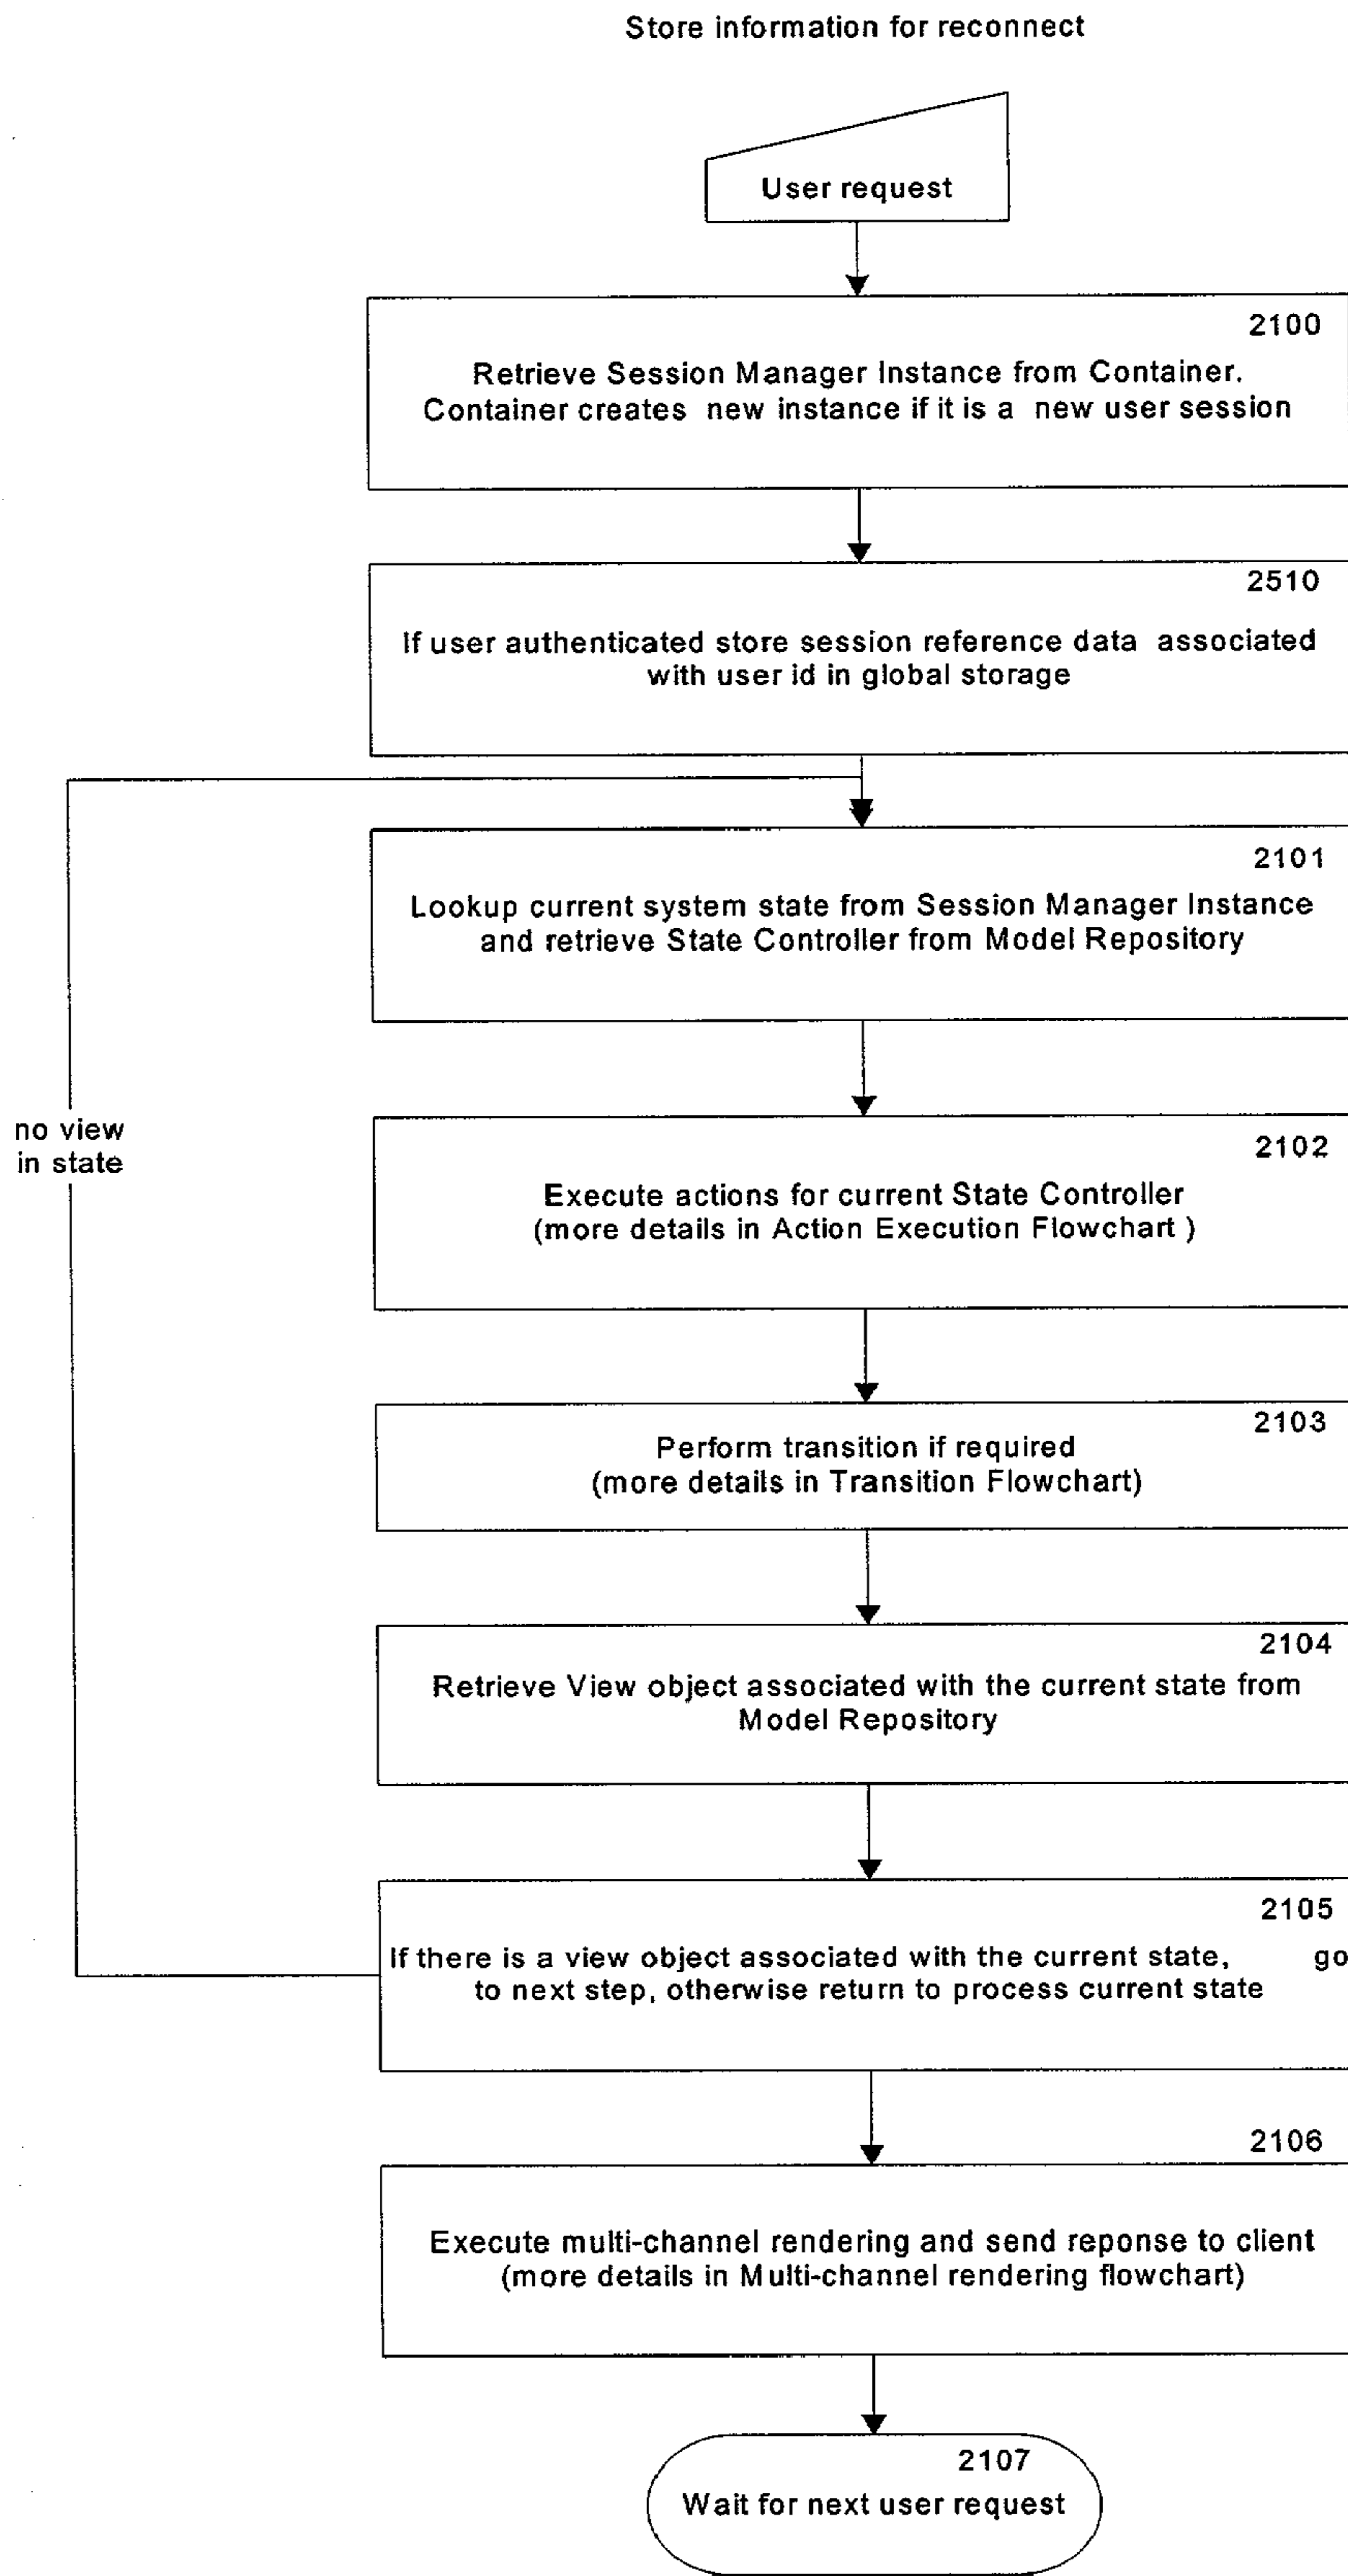 Store information for reconnect
User request
2100
Retrieve Session Manager Instance from Container.
Container creates new instance if it is a new user session
2510
If user authenticated store session reference data associated
with user id in global storage
2101
Lookup current system state from Session Manager Instance
and retrieve State Controller from Model Repository
no view
in state
2102
Execute actions for current State Controller
(more details in Action Execution Flowchart )
2103
Perform transition if required
(more details in Transition Flowchart)
2104
Retrieve View object associated with the current state from
Model Repository
2105
If there is a view object associated with the current state, go
to next step, otherwise return to process current state
2106
Execute multi-channel rendering and send reponse to client
(more details in Multi-channel rendering flowchart)
2107
Wait for next user request